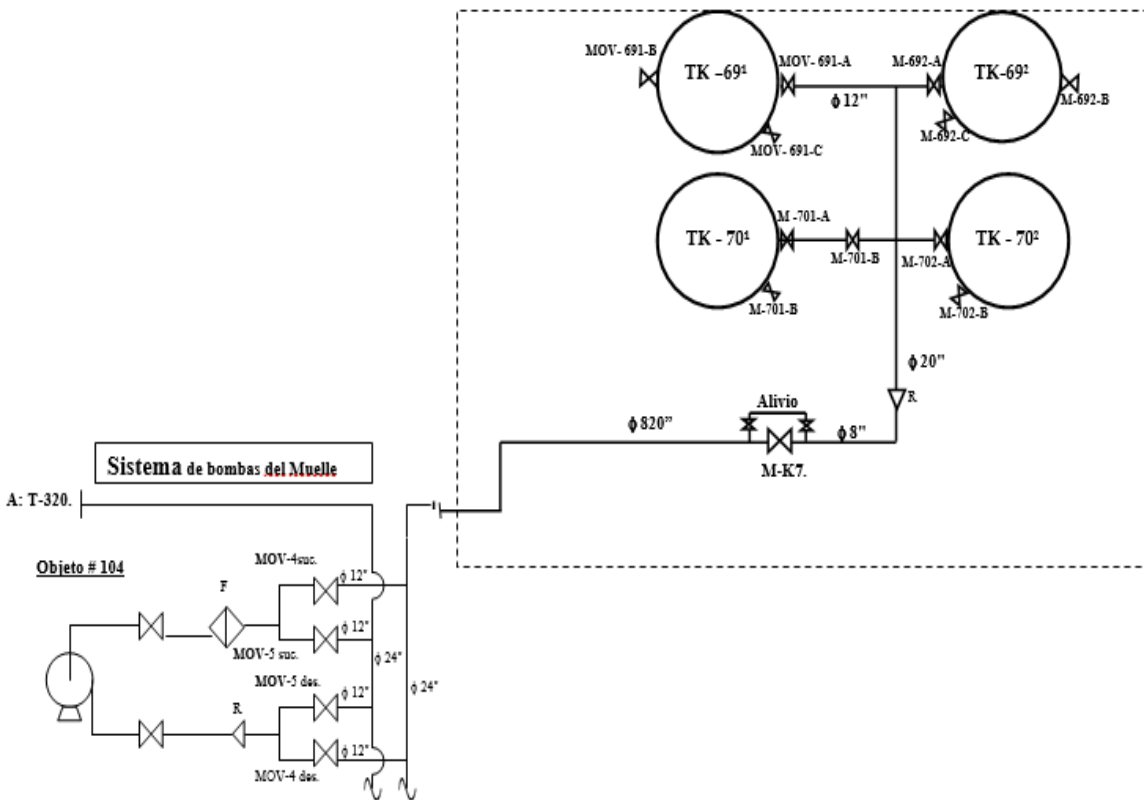 MOV- 691-B
TK –69¹
MOV- 691-A
M-692-A
TK-69²
M-692-B
ϕ 12"
M-692-C
MOV- 691-C
TK - 70¹
M -701-A
TK - 70²
M-701-B
M-702-A
M-701-B
M-702-B
ϕ 20"
R
Alivio
ϕ 820"
ϕ 8"
M-K7.
Sistema de bombas del Muelle
A: T-320.
Objeto # 104
MOV-4suc.
ϕ 12"
F
ϕ 12"
MOV-5 suc.
ϕ 24"
MOV-5 des.
ϕ 12"
ϕ 24"
R
ϕ 12"
MOV-4 des.